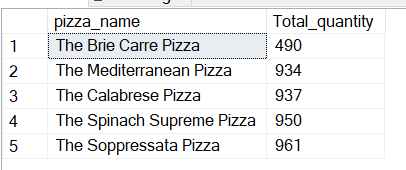 pizza_name Total_quantity
1 The Brie Carre Pizza 490
2 The Mediterranean Pizza 934
3 The Calabrese Pizza 937
4 The Spinach Supreme Pizza 950
5 The Soppressata Pizza 961